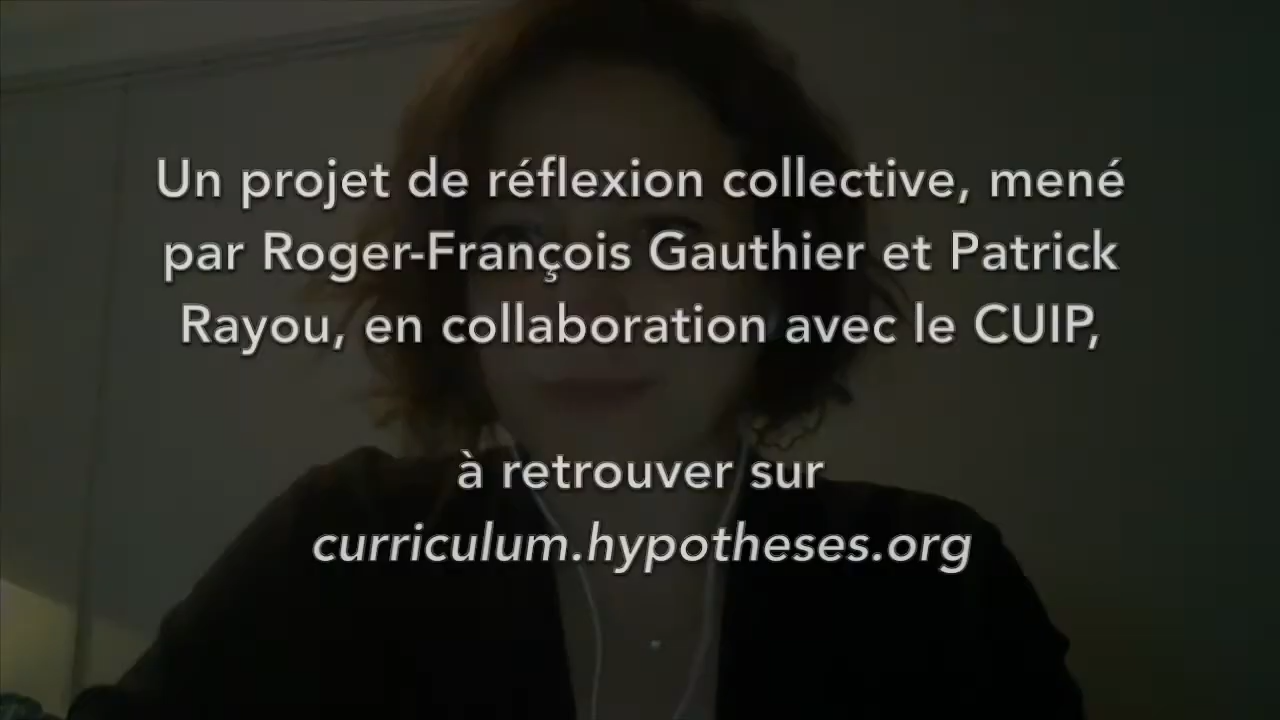 Un projet de réflexion collective, mené
par Roger-François Gauthier et Patrick
Rayou, en collaboration avec le CUIP,
à retrouver sur
curriculum.hypotheses.org